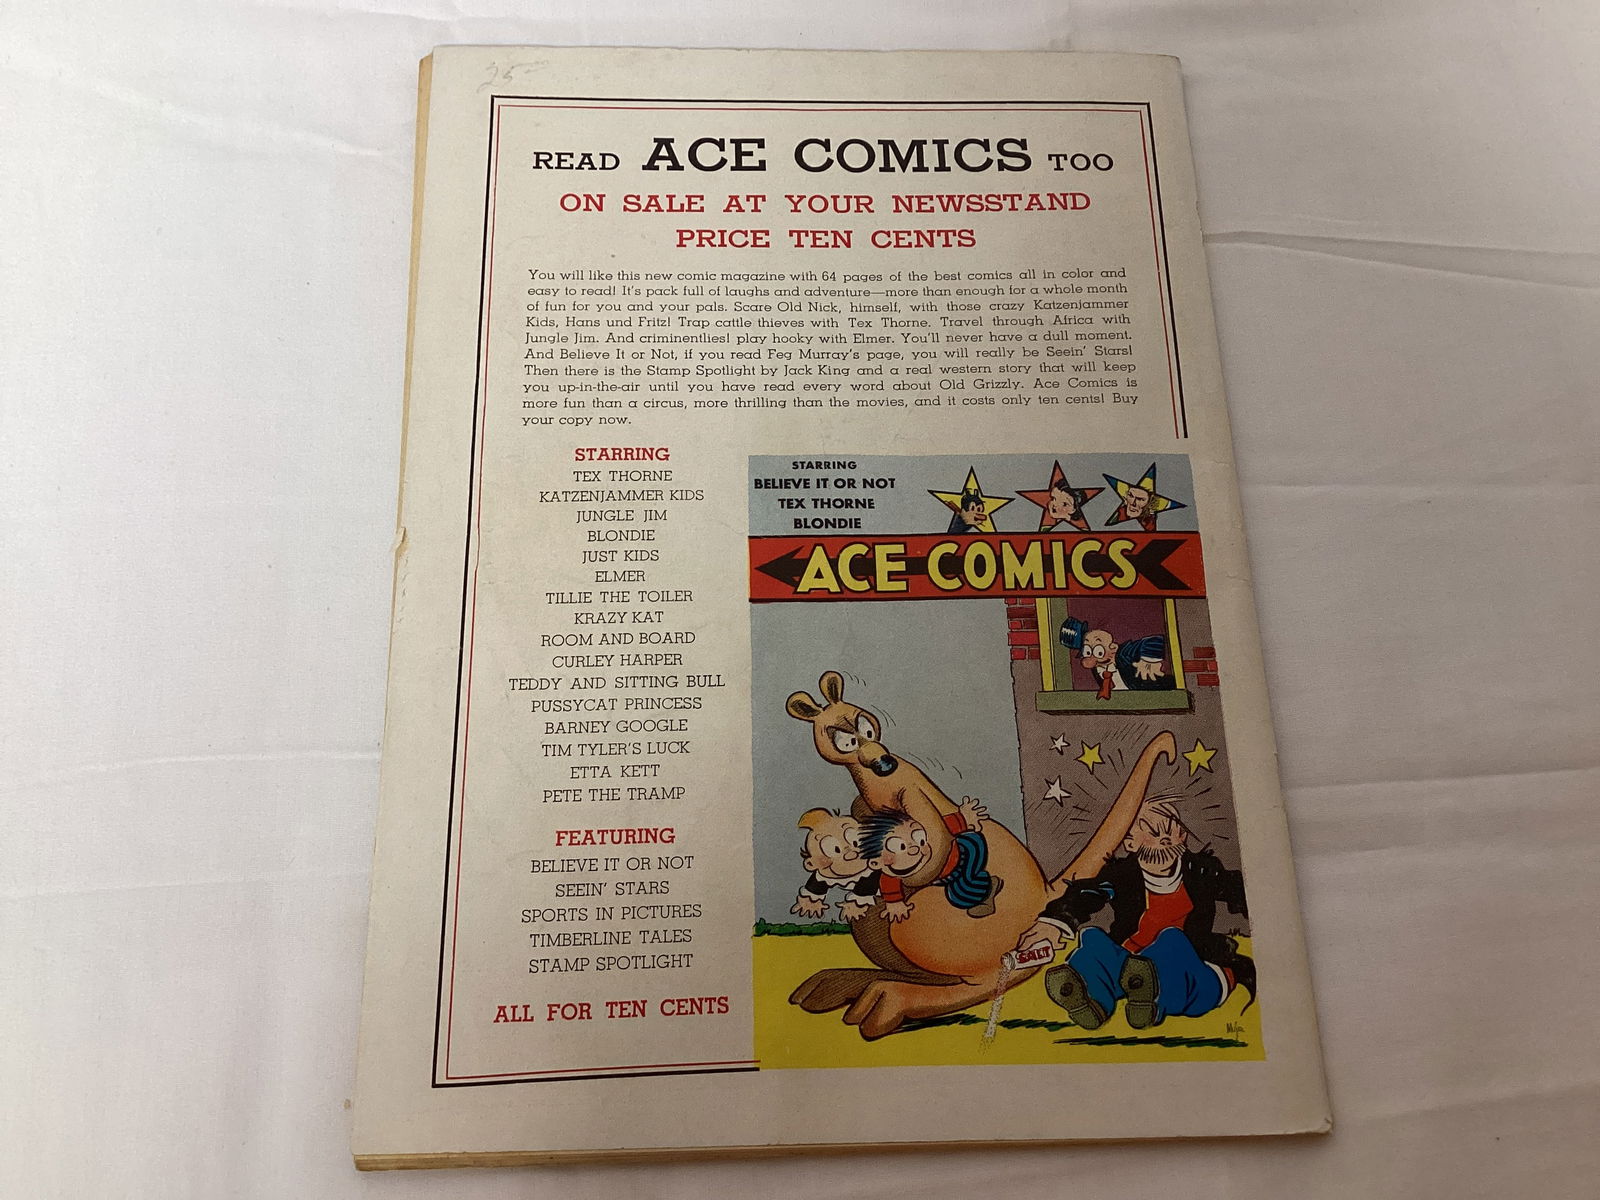 25
READ ACE COMICS TOO
ON SALE AT YOUR NEWSSTAND
PRICE TEN CENTS
You will like this new comic magazine with 64 pages of the best comics all in color and
easy to read! It's pack full of laughs and adventure—more than enough for a whole month
of fun for you and your pals. Scare Old Nick, himself, with those crazy Katzenjammer
Kids, Hans und Fritz! Trap cattle thieves with Tex Thorne. Travel through Africa with
Jungle Jim. And criminentlies! play hooky with Elmer. You'll never have a dull moment.
And Believe It or Not, if you read Feg Murray's page, you will really be Seein' Stars!
Then there is the Stamp Spotlight by Jack King and a real western story that will keep
you up-in-the-air until you have read every word about Old Grizzly. Ace Comics is
more fun than a circus, more thrilling than the movies, and it costs only ten cents! Buy
your copy now.
STARRING
TEX THORNE
KATZENJAMMER KIDS
JUNGLE JIM
BLONDIE
JUST KIDS
ELMER
TILLIE THE TOILER
KRAZY KAT
ROOM AND BOARD
CURLEY HARPER
TEDDY AND SITTING BULL
PUSSYCAT PRINCESS
BARNEY GOOGLE
TIM TYLER'S LUCK
ETTA KETT
PETE THE TRAMP
FEATURING
BELIEVE IT OR NOT
SEEIN' STARS
SPORTS IN PICTURES
TIMBERLINE TALES
STAMP SPOTLIGHT
ALL FOR TEN CENTS
STARRING
BELIEVE IT OR NOT
TEX THORNE
BLONDIE
ACE COMICS
SALT